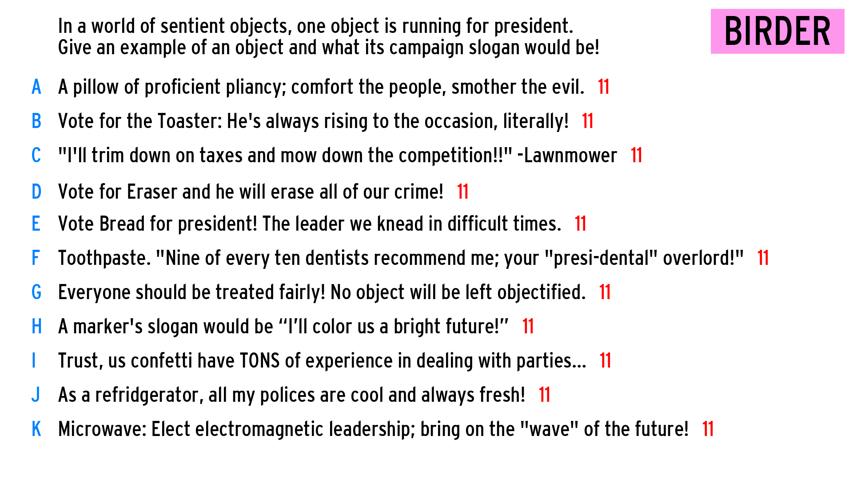 In a world of sentient objects, one object is running for president.
Give an example of an object and what its campaign slogan would be!
BIRDER
A A pillow of proficient pliancy; comfort the people, smother the evil. 11
B Vote for the Toaster: He's always rising to the occasion, literally! 11
C "I'll trim down on taxes and mow down the competition!!" -Lawnmower 11
D Vote for Eraser and he will erase all of our crime! 11
E Vote Bread for president! The leader we knead in difficult times. 11
F Toothpaste. "Nine of every ten dentists recommend me; your "presi-dental" overlord!" 11
G Everyone should be treated fairly! No object will be left objectified. 11
H A marker's slogan would be “I’ll color us a bright future!” 11
I Trust, us confetti have TONS of experience in dealing with parties... 11
J As a refridgerator, all my polices are cool and always fresh! 11
K Microwave: Elect electromagnetic leadership; bring on the "wave" of the future! 11